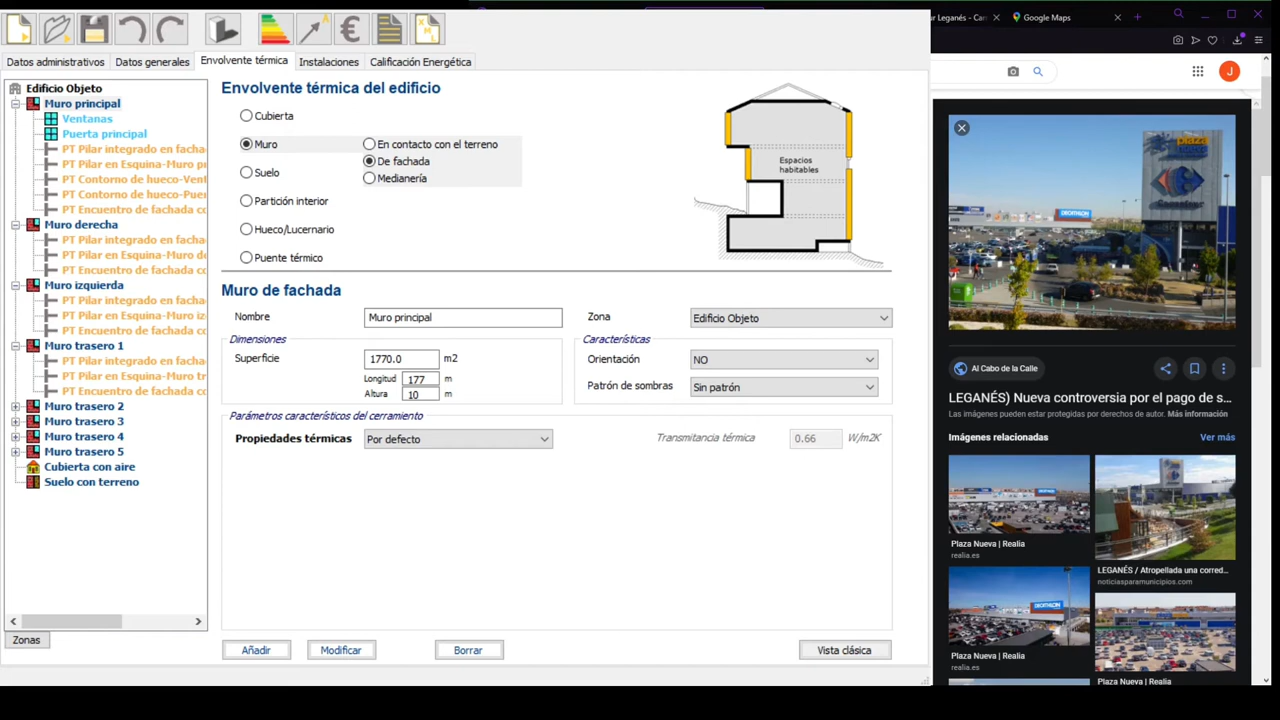 ur Leganés - Can
Google Maps
Datos administrativos
Datos generales
Envolvente térmica
Instalaciones
Calificación Energética
Edificio Objeto
Muro principal
Ventanas
Puerta principal
PT Pilar integrado en facha
PT Pilar en Esquina-Muro pr
PT Contorno de hueco-Vent
PT Contorno de hueco-Puer
PT Encuentro de fachada co
Muro derecha
PT Pilar integrado en facha
PT Pilar en Esquina-Muro de
PT Encuentro de fachada co
Muro izquierda
PT Pilar integrado en facha
PT Pilar en Esquina-Muro iz
PT Encuentro de fachada co
Muro trasero 1
PT Pilar integrado en facha
PT Pilar en Esquina-Muro tr
PT Encuentro de fachada co
Muro trasero 2
Muro trasero 3
Muro trasero 4
Muro trasero 5
Cubierta con aire
Suelo con terreno
Zonas
Envolvente térmica del edificio
Cubierta
Muro
En contacto con el terreno
De fachada
Medianería
Suelo
Partición interior
Hueco/Lucernario
Puente térmico
Espacios
habitables
Muro de fachada
Nombre
Muro principal
Zona
Edificio Objeto
Dimensiones
Superficie
1770.0
m2
Longitud
177
m
Altura
10
m
Características
Orientación
NO
Patrón de sombras
Sin patrón
Parámetros característicos del cerramiento
Propiedades térmicas
Por defecto
Transmitancia térmica
0.66
W/m2K
Añadir
Modificar
Borrar
Vista clásica
J
plaza
nueva
Carrefour
DECATHLON
Al Cabo de la Calle
LEGANÉS) Nueva controversia por el pago de s...
Las imágenes pueden estar protegidas por derechos de autor. Más información
Imágenes relacionadas
Ver más
Plaza Nueva | Realia
realia.es
LEGANÉS / Atropellada una corred...
noticiasparamunicipios.com
DECATHLON
Plaza Nueva | Realia
realia.es
Plaza Nueva | Realia